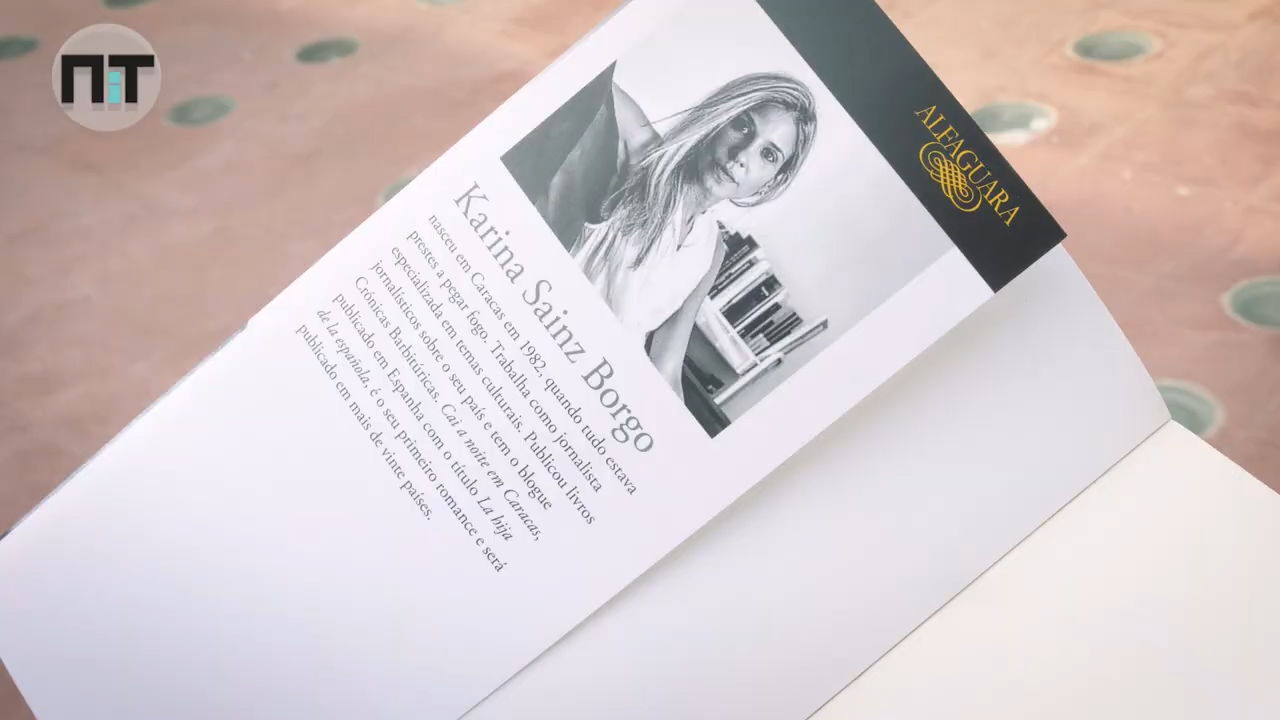 NiT
ALFAGUARA
Karina Sainz Borgo
nasceu em Caracas em 1982, quando tudo estava
prestes a pegar fogo. Trabalha como jornalista
especializada em temas culturais. Publicou livros
jornalísticos sobre o seu país e tem o blogue
Crónicas Barbitúricas. Cai a noite em Caracas,
publicado em Espanha com o título La hija
de la española, é o seu primeiro romance e será
publicado em mais de vinte países.